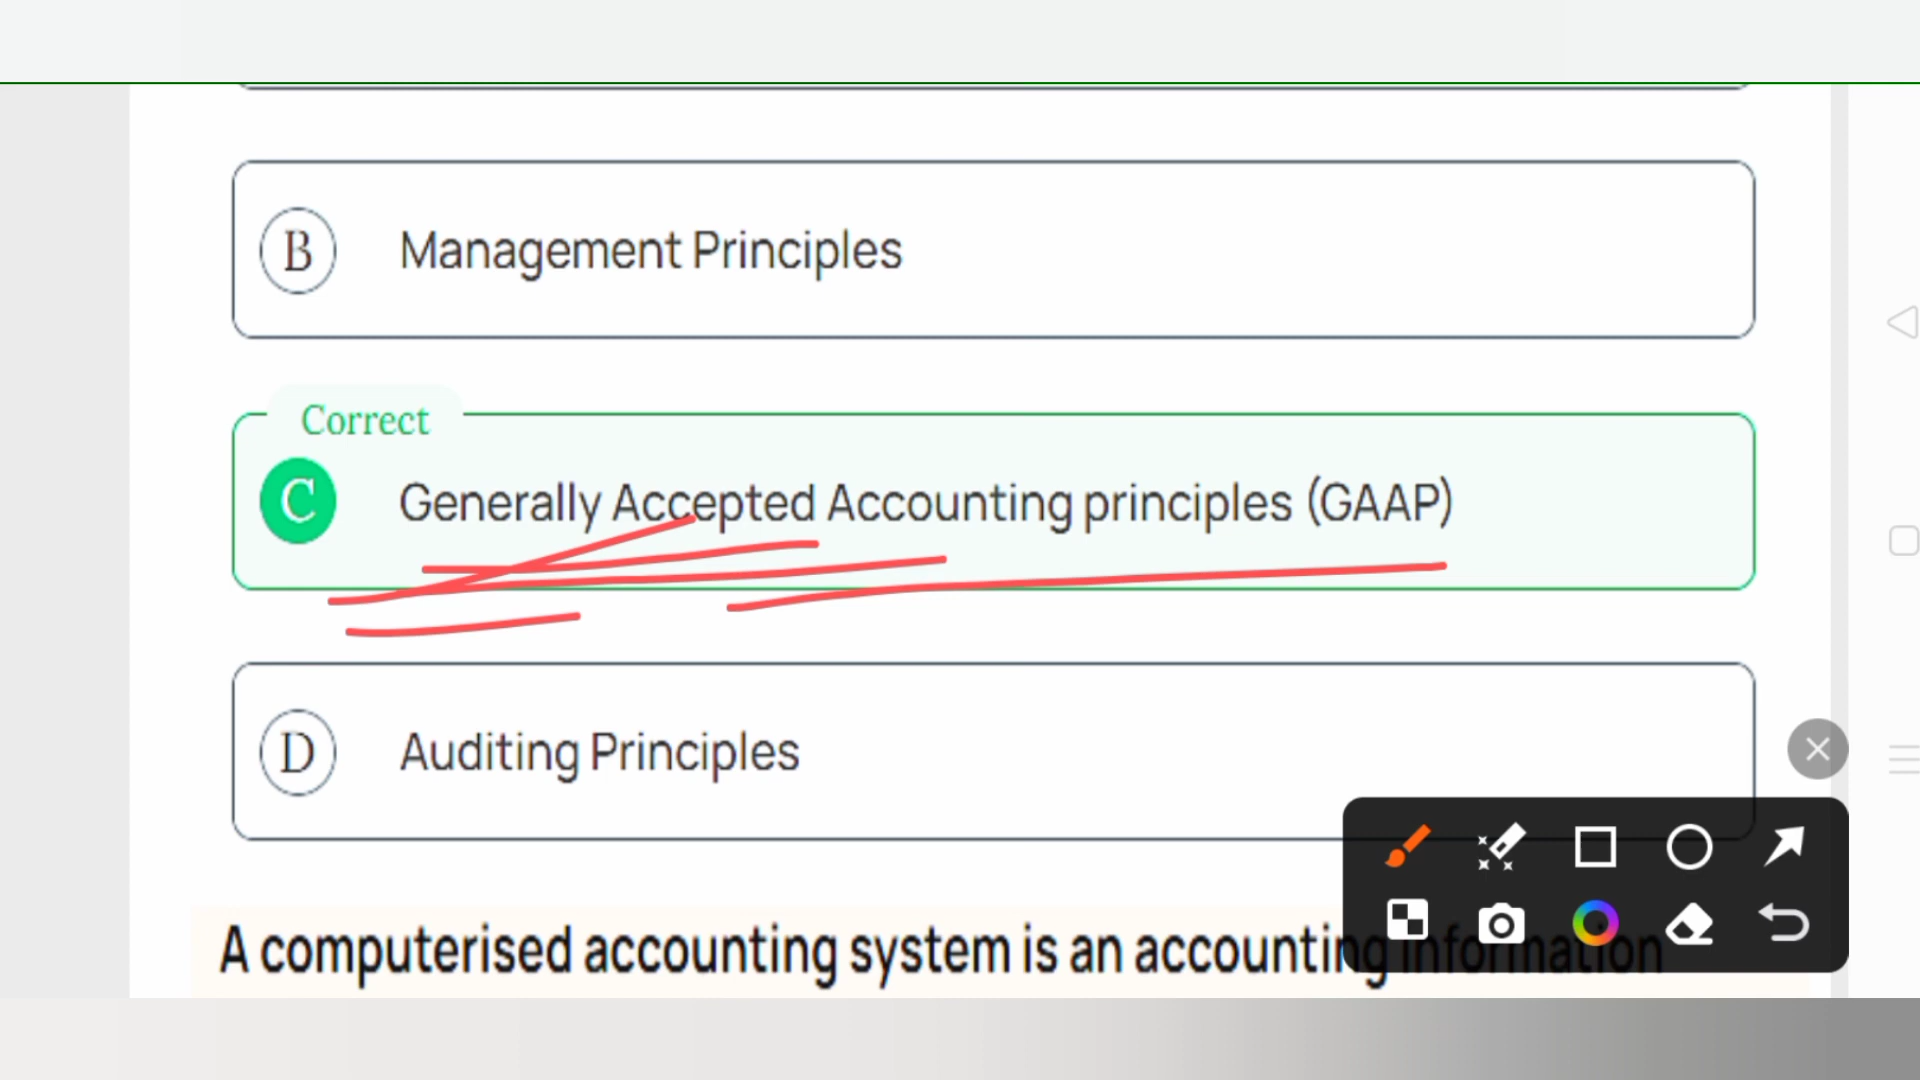 B Management Principles
Correct
C Generally Accepted Accounting principles (GAAP)
D Auditing Principles
A computerised accounting system is an accounting information